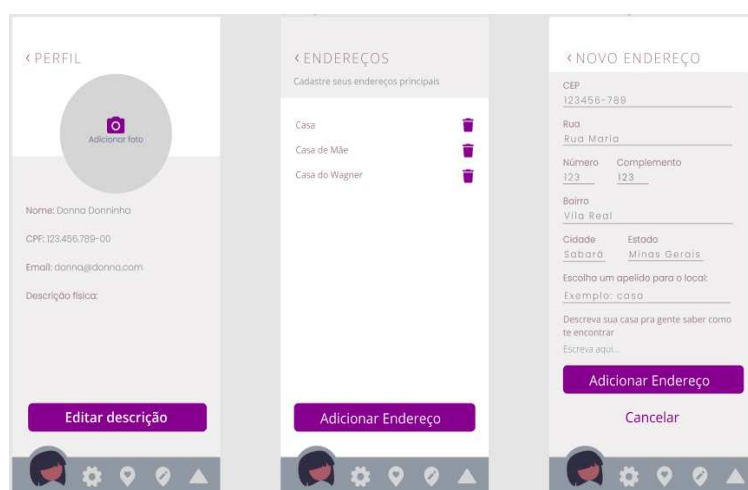 ‹ PERFIL
Adicionar foto
Nome: Donna Donninha
CPF: 123.456.789-00
Email: donna@donna.com
Descrição física:
Editar descrição
‹ ENDEREÇOS
Cadastre seus endereços principais
Casa
Casa de Mãe
Casa do Wagner
Adicionar Endereço
‹ NOVO ENDEREÇO
CEP
123456-789
Rua
Rua Maria
Número Complemento
123 123
Bairro
Vila Real
Cidade Estado
Sabará Minas Gerais
Escolha um apelido para o local:
Exemplo: casa
Descreva sua casa pra gente saber como
te encontrar
Escreva aqui...
Adicionar Endereço
Cancelar